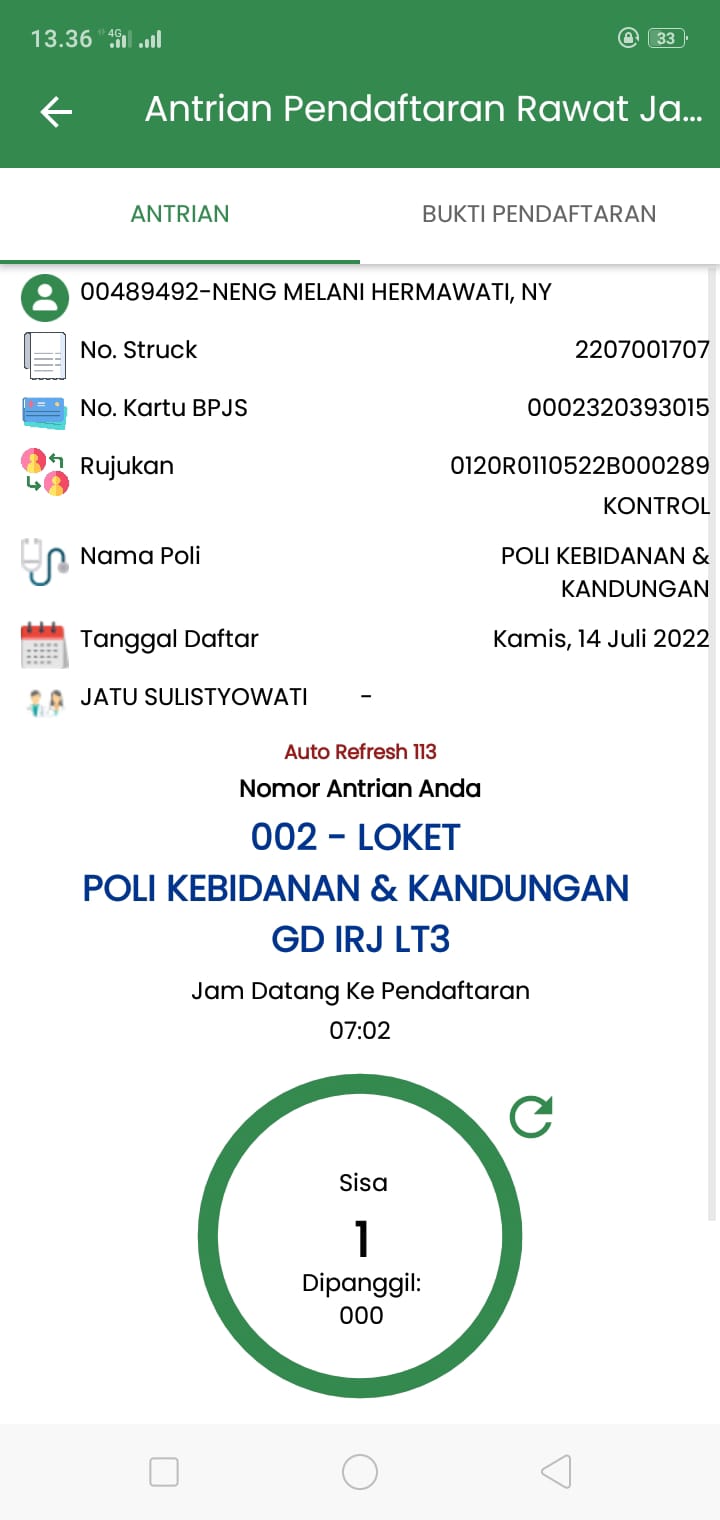 13.36 4G 33
Antrian Pendaftaran Rawat Ja...
ANTRIAN BUKTI PENDAFTARAN
00489492-NENG MELANI HERMAWATI, NY
No. Struck 2207001707
No. Kartu BPJS 0002320393015
Rujukan 0120R0110522B000289
KONTROL
Nama Poli POLI KEBIDANAN &
KANDUNGAN
Tanggal Daftar Kamis, 14 Juli 2022
JATU SULISTYOWATI -
Auto Refresh 113
Nomor Antrian Anda
002 - LOKET
POLI KEBIDANAN & KANDUNGAN
GD IRJ LT3
Jam Datang Ke Pendaftaran
07:02
Sisa
1
Dipanggil:
000